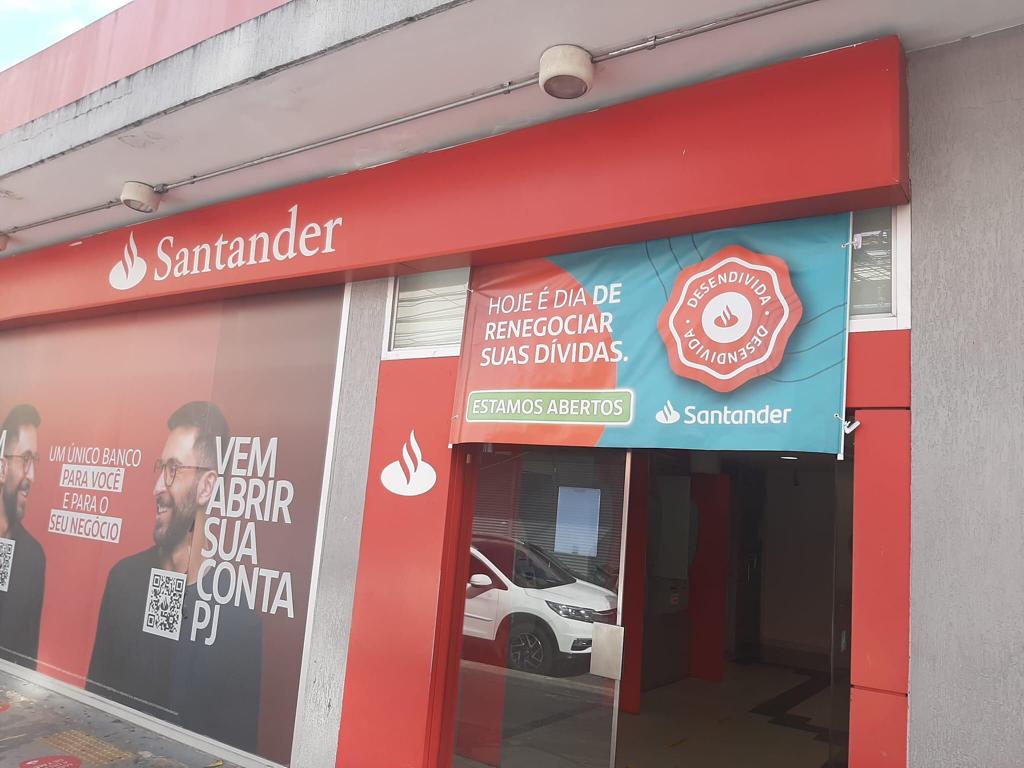 Santander
HOJE É DIA DE
RENEGOCIAR
SUAS DÍVIDAS.
ESTAMOS ABERTOS
DESENDIVIDA • DESENDIVIDA •
Santander
UM ÚNICO BANCO
PARA VOCÊ
E PARA O
SEU NEGÓCIO
VEM
ABRIR
SUA
CONTA
PJ